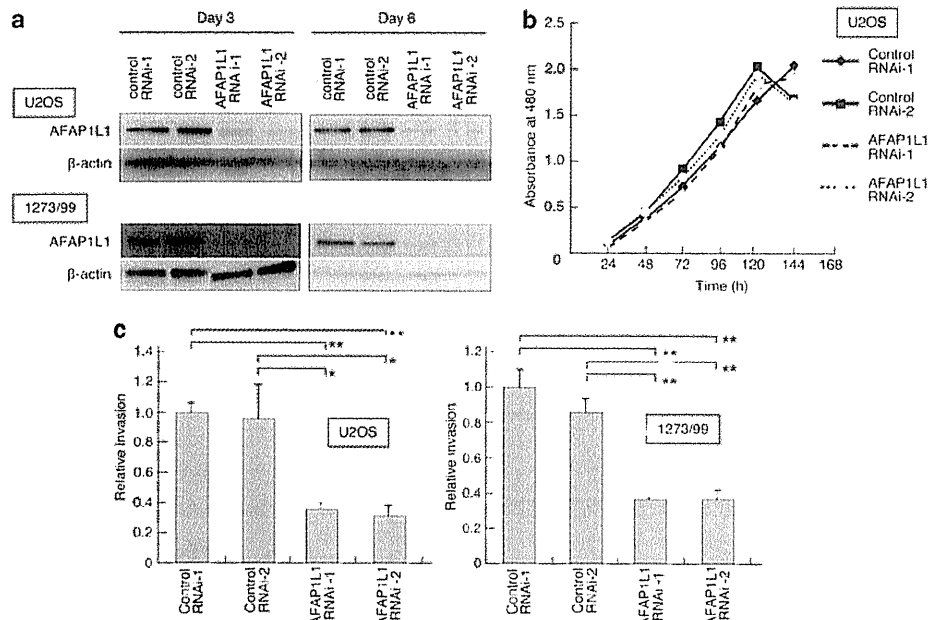 a
Day 3
Day 6
control RNAi-1
control RNAi-2
AFAP1L1 RNAi-1
AFAP1L1 RNAi-2
control RNAi-1
control RNAi-2
AFAP1L1 RNAi-1
AFAP1L1 RNAi-2
U2OS
AFAP1L1
β-actin
1273/99
AFAP1L1
β-actin
b
U2OS
Absorbance at 480 nm
2.5
2.0
1.5
1.0
0.5
0
24 48 72 96 120 144 168
Time (h)
Control
RNAi-1
Control
RNAi-2
AFAP1L1
RNAi-1
AFAP1L1
RNAi-2
c
Relative Invasion
1.4
1.2
1.0
0.8
0.6
0.4
0.2
0
**
**
*
*
U2OS
Control RNAi-1
Control RNAi-2
AFAP1L1 RNAi-1
AFAP1L1 RNAi-2
Relative invasion
1.2
1.0
0.8
0.6
0.4
0.2
0
**
**
**
**
1273/99
Control RNAi-1
Control RNAi-2
AFAP1L1 RNAi-1
AFAP1L1 RNAi-2